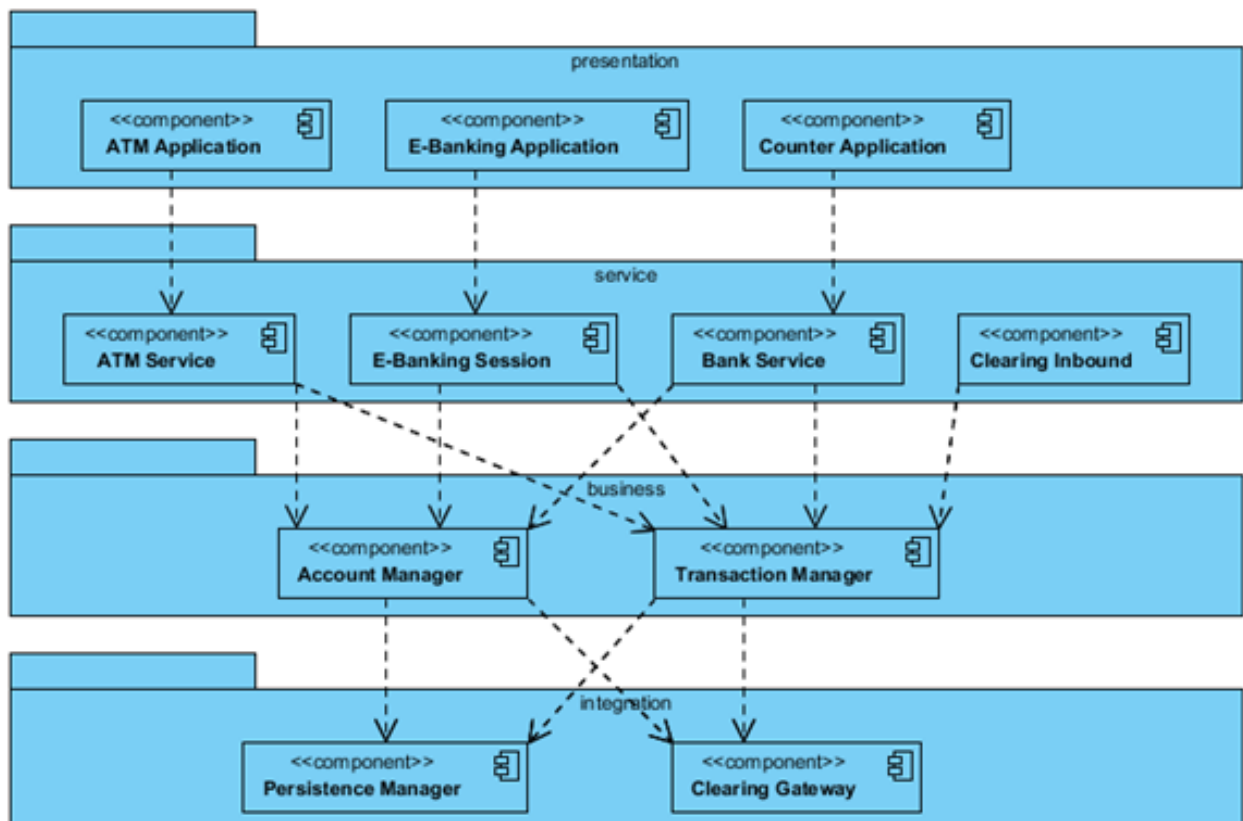 presentation
<<component>>
ATM Application
<<component>>
E-Banking Application
<<component>>
Counter Application
service
<<component>>
ATM Service
<<component>>
E-Banking Session
<<component>>
Bank Service
<<component>>
Clearing Inbound
business
<<component>>
Account Manager
<<component>>
Transaction Manager
integration
<<component>>
Persistence Manager
<<component>>
Clearing Gateway